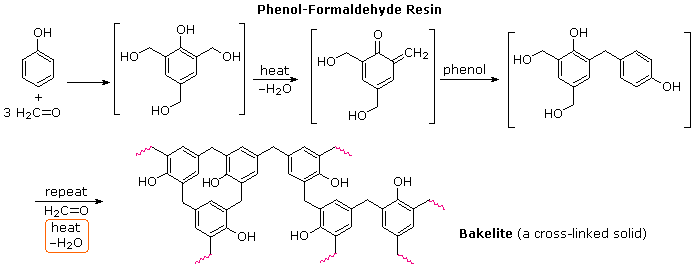 Phenol-Formaldehyde Resin
OH
+
3 H₂C=O
OH
HO
OH
HO
heat
−H₂O
O
CH₂
HO
HO
phenol
OH
HO
OH
HO
repeat
H₂C=O
heat
−H₂O
HO
HO
OH
OH
HO
OH
Bakelite (a cross-linked solid)